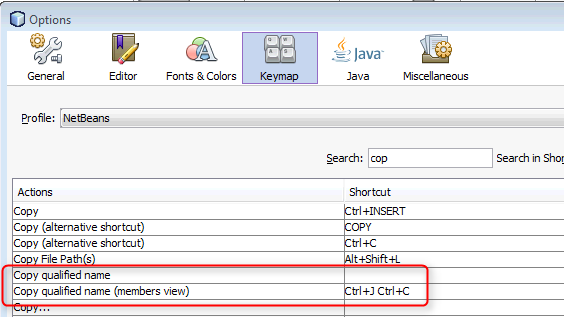 Options
General
Editor
Fonts & Colors
Keymap
Java
Miscellaneous
Profile: NetBeans
Search: cop Search in Shor
Actions Shortcut
Copy Ctrl+INSERT
Copy (alternative shortcut) COPY
Copy (alternative shortcut) Ctrl+C
Copy File Path(s) Alt+Shift+L
Copy qualified name
Copy qualified name (members view) Ctrl+J Ctrl+C
Copy...